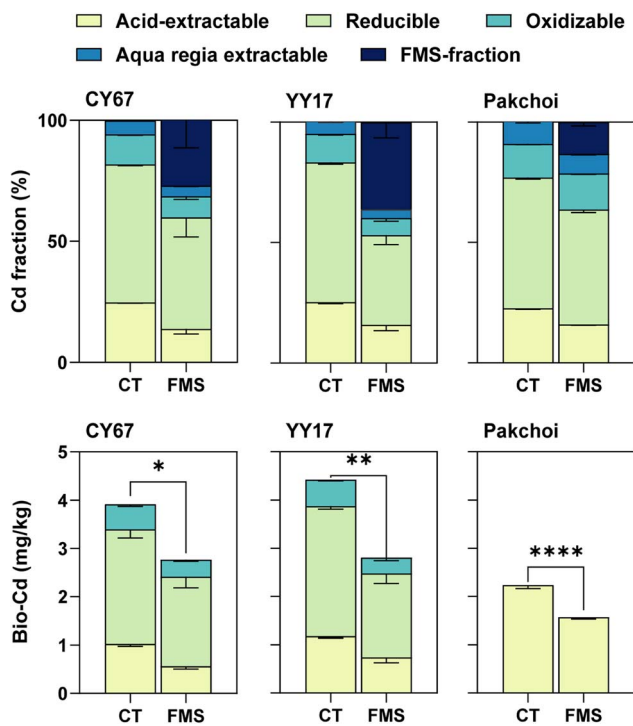 Acid-extractable Reducible Oxidizable
Aqua regia extractable FMS-fraction
CY67 YY17 Pakchoi
Cd fraction (%)
100
50
0
CT FMS CT FMS CT FMS
CY67 YY17 Pakchoi
Bio-Cd (mg/kg)
5
4
3
2
1
0
* ** ****
CT FMS CT FMS CT FMS